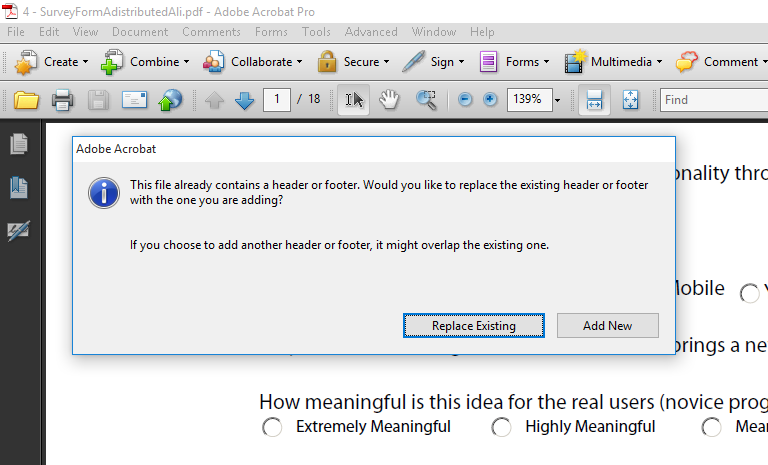 4 - SurveyFormAdistributedAli.pdf - Adobe Acrobat Pro
File Edit View Document Comments Forms Tools Advanced Window Help
Create Combine Collaborate Secure Sign Forms Multimedia Comment
1 / 18 139% Find
Adobe Acrobat
This file already contains a header or footer. Would you like to replace the existing header or footer
with the one you are adding?
If you choose to add another header or footer, it might overlap the existing one.
Replace Existing Add New
onality thro
Mobile
brings a ne
How meaningful is this idea for the real users (novice prog
Extremely Meaningful Highly Meaningful Mear